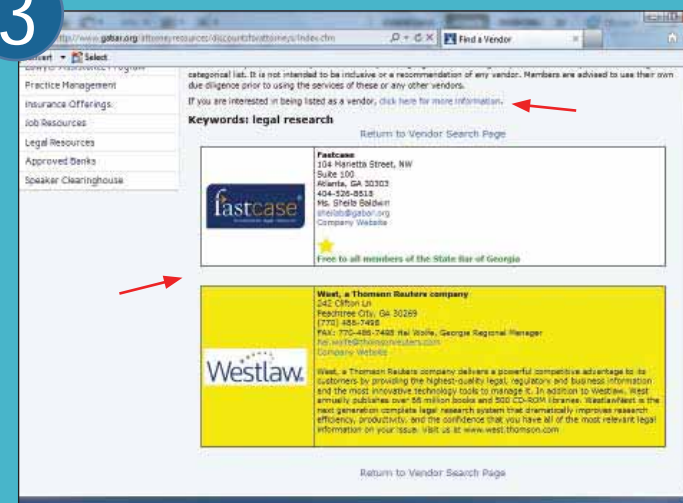 3
http://www.gabar.org/attorneyresources/discountsforattorneys/index.cfm
Find a Vendor
Convert Select
Lawyer Assistance Program
Practice Management
Insurance Offerings
Job Resources
Legal Resources
Approved Banks
Speaker Clearinghouse
categorical list. It is not intended to be inclusive or a recommendation of any vendor. Members are advised to use their own
due diligence prior to using the services of these or any other vendors.
If you are interested in being listed as a vendor, click here for more information.
Keywords: legal research
Return to Vendor Search Page
fastcase
Fastcase
104 Marietta Street, NW
Suite 100
Atlanta, GA 30303
404-526-8618
Ms. Sheila Baldwin
sheilab@gabar.org
Company Website
Free to all members of the State Bar of Georgia
Westlaw.
West, a Thomson Reuters company
242 Clifton Ln
Peachtree City, GA 30269
(770) 486-7498
FAX: 770-486-7498 Hal Wolfe, Georgia Regional Manager
hal.wolfe@thomsonreuters.com
Company Website
West, a Thomson Reuters company delivers a powerful competitive advantage to its
customers by providing the highest-quality legal, regulatory and business information
and the most innovative technology tools to manage it. In addition to Westlaw, West
annually publishes over 66 million books and 500 CD-ROM libraries. WestlawNext is the
next generation complete legal research system that dramatically improves research
efficiency, productivity, and the confidence that you have all of the most relevant legal
information on your issue. Visit us at www.west.thomson.com
Return to Vendor Search Page